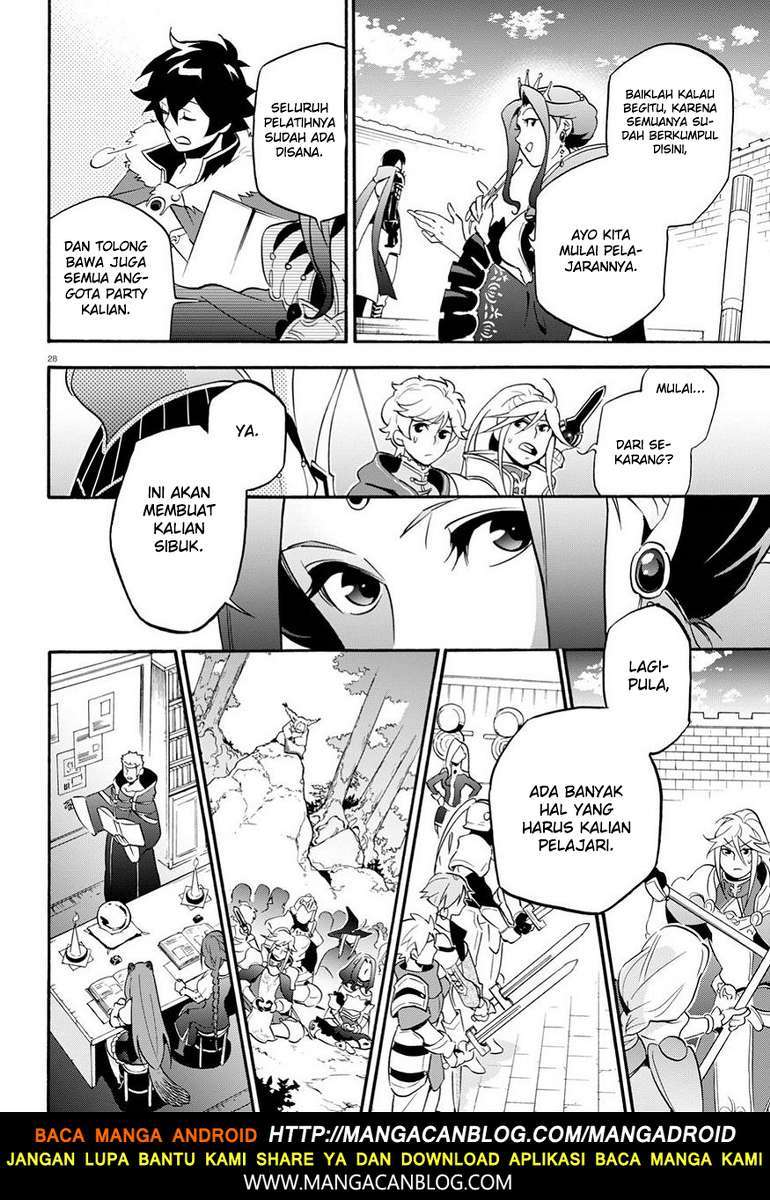 BAIKLAH KALAU
BEGITU, KARENA
SEMUANYA SU-
DAH BERKUMPUL
DISINI,
AYO KITA
MULAI PELA-
JARANNYA.
SELURUH
PELATIHNYA
SUDAH ADA
DISANA.
DAN TOLONG
BAWA JUGA
SEMUA ANG-
GOTA PARTY
KALIAN.
28
MULAI...
DARI SE-
KARANG?
YA.
INI AKAN
MEMBUAT
KALIAN
SIBUK.
LAGI-
PULA,
ADA BANYAK
HAL YANG
HARUS KALIAN
PELAJARI.
BACA MANGA ANDROID HTTP://MANGACANBLOG.COM/MANGADROID
JANGAN LUPA BANTU KAMI SHARE YA DAN DOWNLOAD APLIKASI BACA MANGA KAMI
WWW.MANGACANBLOG.COM